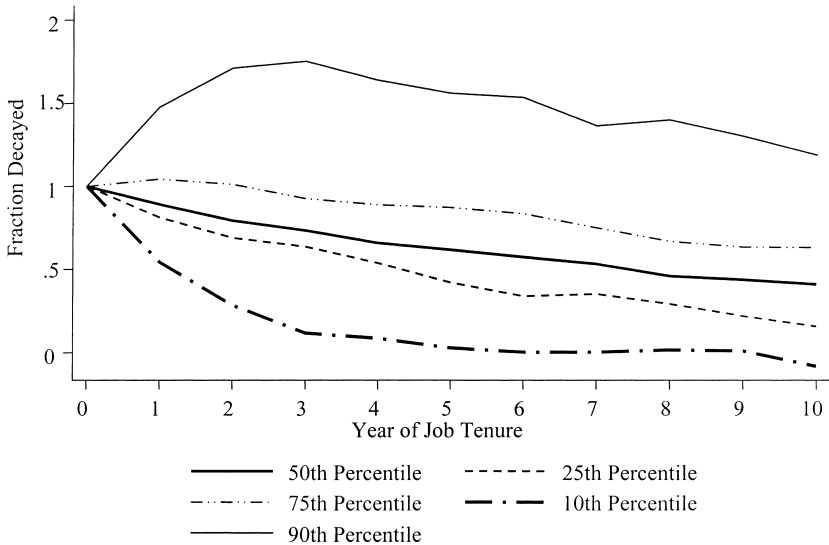 2
1.5
1
.5
0
Fraction Decayed
0 1 2 3 4 5 6 7 8 9 10
Year of Job Tenure
50th Percentile 25th Percentile
75th Percentile 10th Percentile
90th Percentile